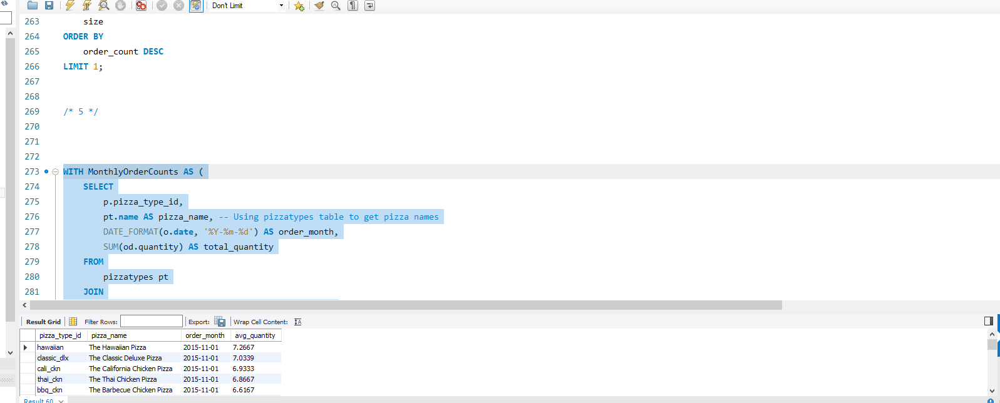 Don't Limit
263 size
264 ORDER BY
265 order_count DESC
266 LIMIT 1;
267
268
269 /* 5 */
270
271
272
273 WITH MonthlyOrderCounts AS (
274 SELECT
275 p.pizza_type_id,
276 pt.name AS pizza_name, -- Using pizzatypes table to get pizza names
277 DATE_FORMAT(o.date, '%Y-%m-%d') AS order_month,
278 SUM(od.quantity) AS total_quantity
279 FROM
280 pizzatypes pt
281 JOIN
Result Grid Filter Rows: Export: Wrap Cell Content: IA
pizza_type_id pizza_name order_month avg_quantity
hawaiian The Hawaiian Pizza 2015-11-01 7.2667
classic_dlx The Classic Deluxe Pizza 2015-11-01 7.0339
cali_ckn The California Chicken Pizza 2015-11-01 6.9333
thai_ckn The Thai Chicken Pizza 2015-11-01 6.8667
bbq_ckn The Barbecue Chicken Pizza 2015-11-01 6.6167
Result 60